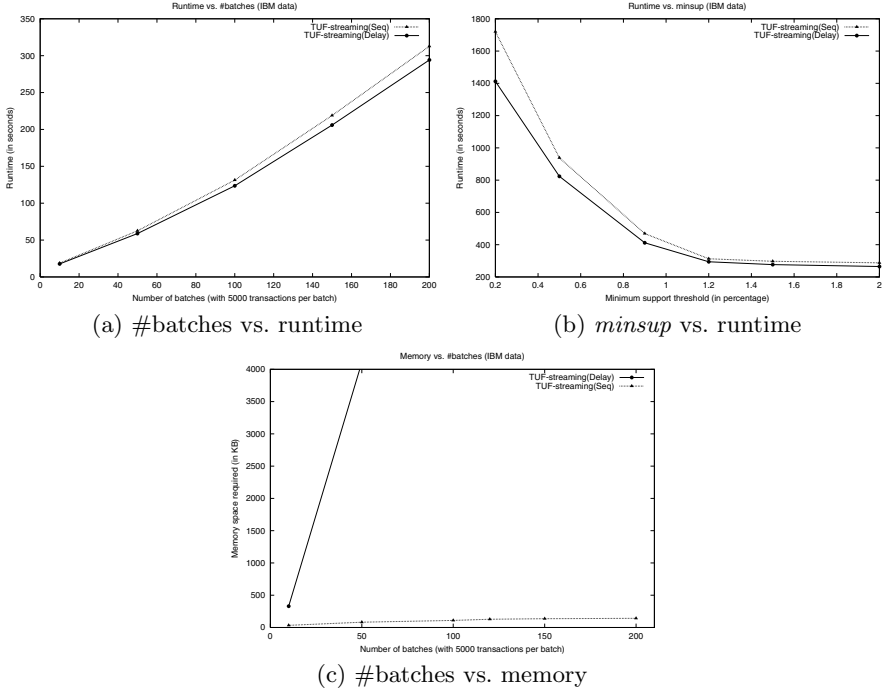 Runtime vs. #batches (IBM data)
TUF-streaming(Seq)
TUF-streaming(Delay)
350
300
250
200
150
100
50
0
Runtime (in seconds)
0 20 40 60 80 100 120 140 160 180 200
Number of batches (with 5000 transactions per batch)
(a) #batches vs. runtime
Runtime vs. minsup (IBM data)
TUF-streaming(Seq)
TUF-streaming(Delay)
1800
1600
1400
1200
1000
800
600
400
200
Runtime (in seconds)
0.2 0.4 0.6 0.8 1 1.2 1.4 1.6 1.8 2
Minimum support threshold (in percentage)
(b) minsup vs. runtime
Memory vs. #batches (IBM data)
TUF-streaming(Delay)
TUF-streaming(Seq)
4000
3500
3000
2500
2000
1500
1000
500
0
Memory space required (in KB)
0 50 100 150 200
Number of batches (with 5000 transactions per batch)
(c) #batches vs. memory